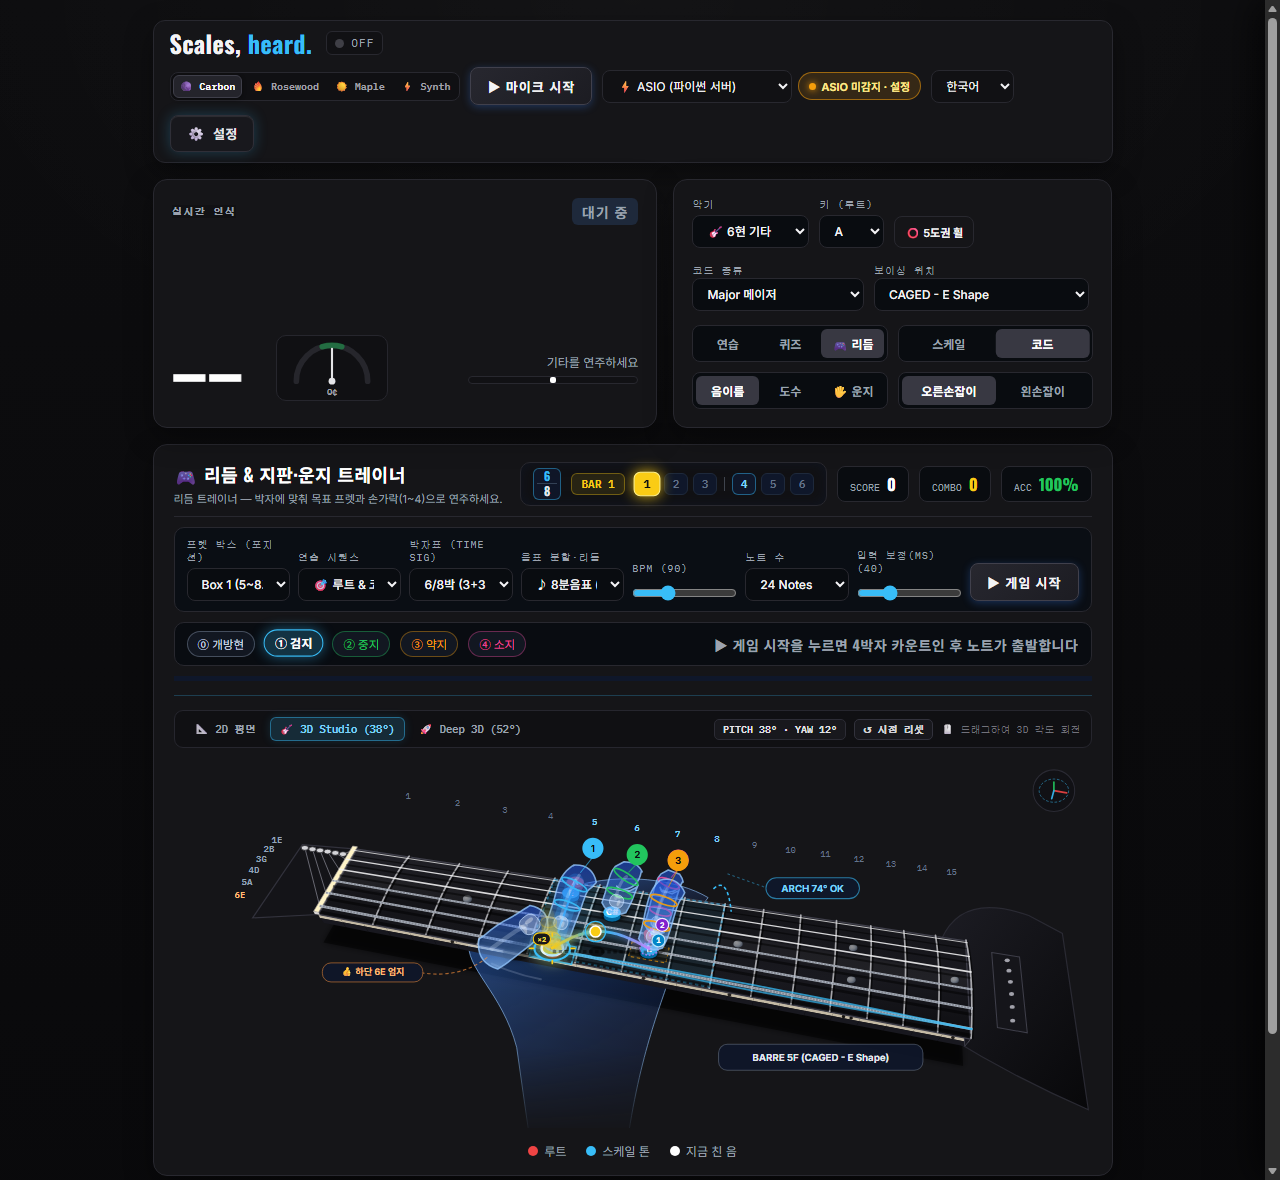 Scales, heard. OFF
Carbon Rosewood Maple Synth ▶ 마이크 시작 ASIO (파이썬 서버) ASIO 미감지 · 설정 한국어
설정
실시간 인식 대기 중
기타를 연주하세요
0¢
악기 키 (루트)
6현 기타 A 5도권 휠
코드 종류 보이싱 위치
Major 메이저 CAGED - E Shape
연습 퀴즈 리듬 스케일 코드
음이름 도수 운지 오른손잡이 왼손잡이
리듬 & 지판·운지 트레이너
리듬 트레이너 — 박자에 맞춰 목표 프렛과 손가락(1~4)으로 연주하세요.
6 8 BAR 1 1 2 3 4 5 6 SCORE 0 COMBO 0 ACC 100%
프렛 박스 (포지션) 연습 시퀀스 박자표 (TIME SIG) 음표 분할·리듬 BPM (90) 노트 수 입력 보정(MS) (40)
Box 1 (5~8. 루트 & 6/8박 (3+3 8분음표 ( 24 Notes ▶ 게임 시작
⓪ 개방현 ① 검지 ② 중지 ③ 약지 ④ 소지 ▶ 게임 시작을 누르면 4박자 카운트인 후 노트가 출발합니다
2D 평면 3D Studio (38°) Deep 3D (52°) PITCH 38° · YAW 12° ↺ 시점 리셋 드래그하여 3D 각도 회전
1 2 3 4 5 6 7 8 9 10 11 12 13 14 15
1E
2B
3G
4D
5A
6E
1 2 3
ARCH 74° OK
×2
2
1
하단 6E 엄지
BARRE 5F (CAGED - E Shape)
루트 스케일 톤 지금 친 음